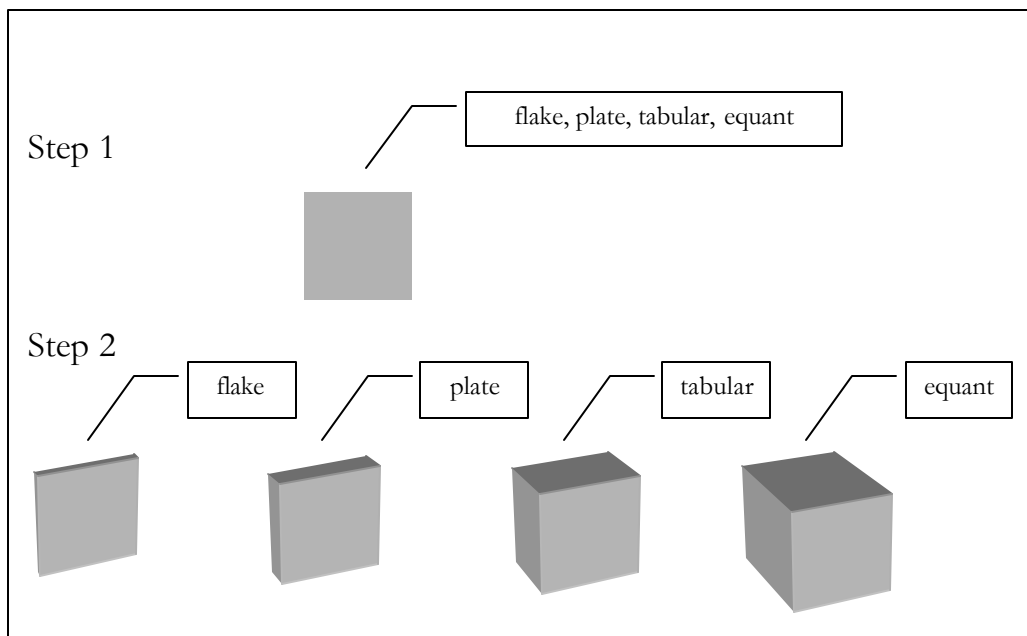 flake, plate, tabular, equant
Step 1
Step 2
flake
plate
tabular
equant